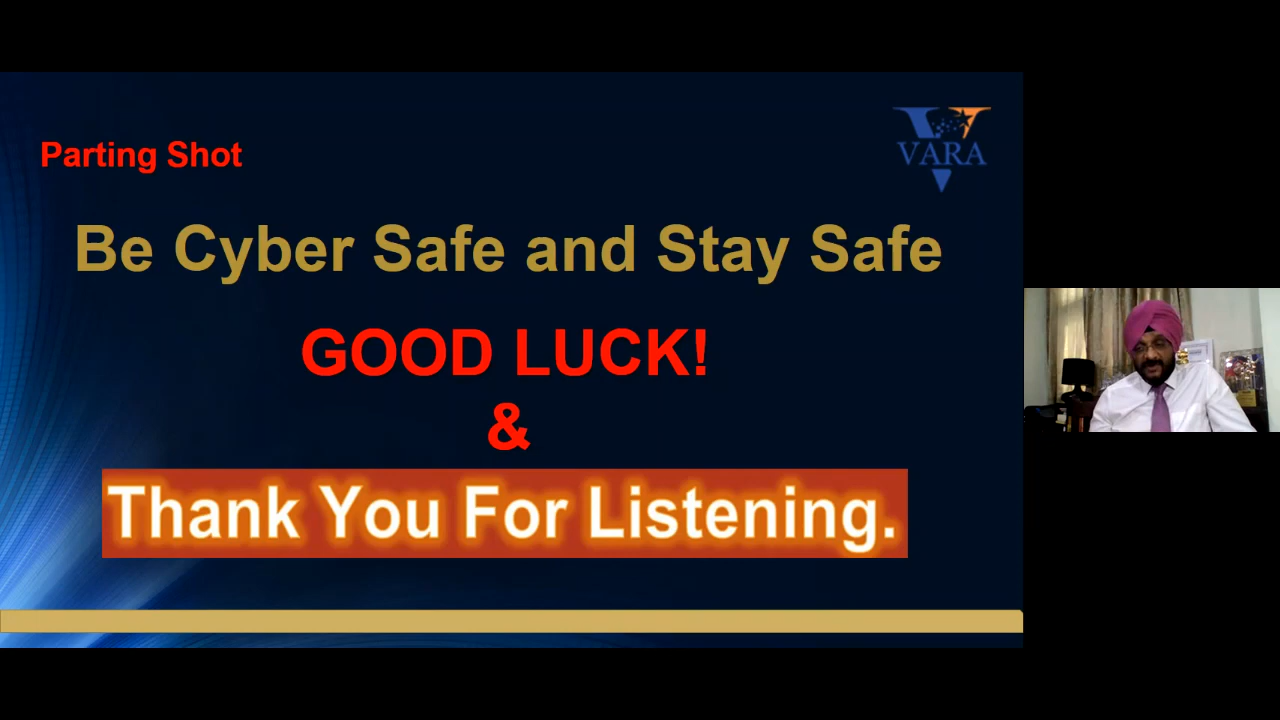 Parting Shot
VARA
Be Cyber Safe and Stay Safe
GOOD LUCK!
&
Thank You For Listening.